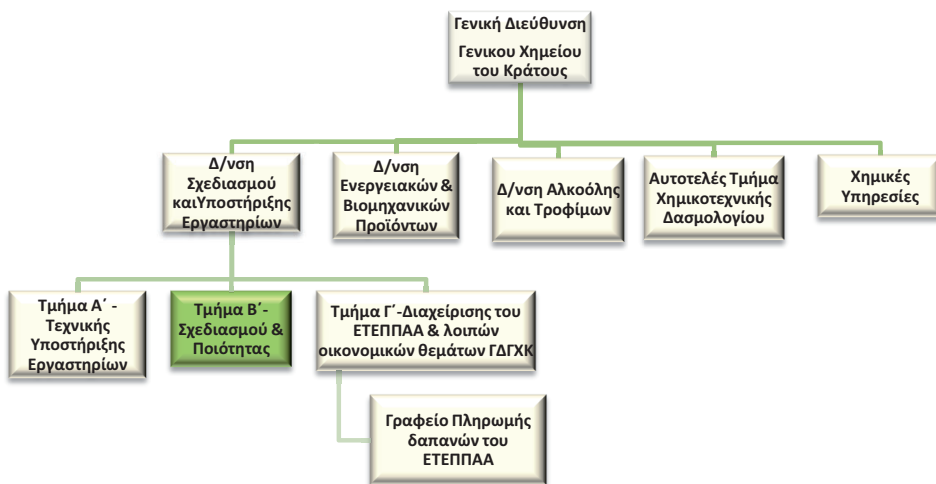 Γενική Διεύθυνση
Γενικου Χημείου
του Κράτους
Δ/νση
Σχεδιασμού
καιΥποστήριξης
Εργαστηρίων
Δ/νση
Ενεργειακών &
Βιομηχανικών
Προϊόντων
Δ/νση Αλκοόλης
και Τροφίμων
Αυτοτελές Τμήμα
Χημικοτεχνικής
Δασμολογίου
Χημικές
Υπηρεσίες
Τμήμα Α΄ -
Τεχνικής
Υποστήριξης
Εργαστηρίων
Τμήμα Β΄-
Σχεδιασμού &
Ποιότητας
Τμήμα Γ΄-Διαχείρισης του
ΕΤΕΠΠΑΑ & λοιπών
οικονομικών θεμάτων ΓΔΓΧΚ
Γραφείο Πληρωμής
δαπανών του
ΕΤΕΠΠΑΑ